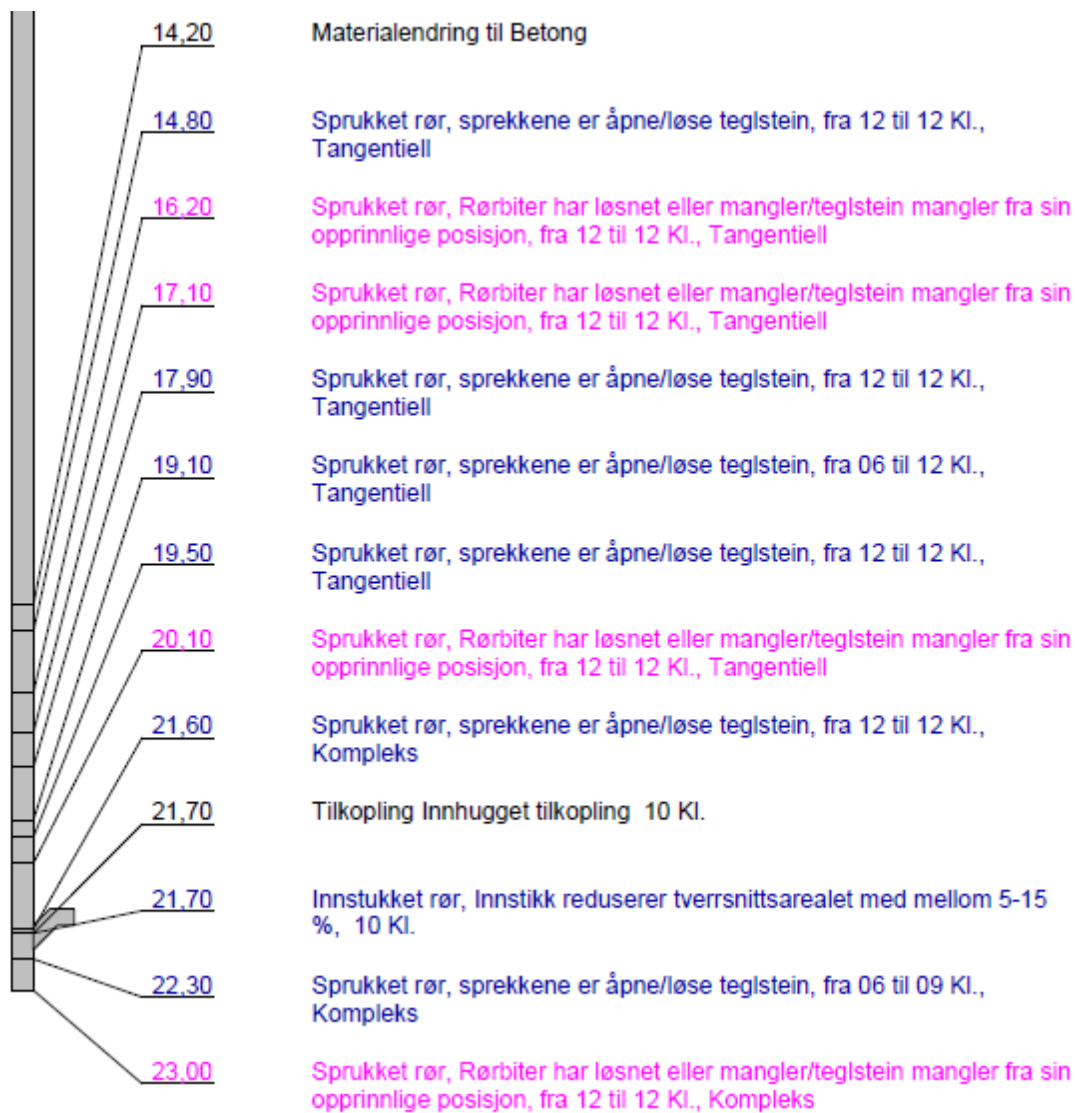 14,20 Materialendring til Betong
14,80 Sprukket rør, sprekkene er åpne/løse teglstein, fra 12 til 12 Kl.,
Tangentiell
16,20 Sprukket rør, Rørbiter har løsnet eller mangler/teglstein mangler fra sin
opprinnlige posisjon, fra 12 til 12 Kl., Tangentiell
17,10 Sprukket rør, Rørbiter har løsnet eller mangler/teglstein mangler fra sin
opprinnlige posisjon, fra 12 til 12 Kl., Tangentiell
17,90 Sprukket rør, sprekkene er åpne/løse teglstein, fra 12 til 12 Kl.,
Tangentiell
19,10 Sprukket rør, sprekkene er åpne/løse teglstein, fra 06 til 12 Kl.,
Tangentiell
19,50 Sprukket rør, sprekkene er åpne/løse teglstein, fra 12 til 12 Kl.,
Tangentiell
20,10 Sprukket rør, Rørbiter har løsnet eller mangler/teglstein mangler fra sin
opprinnlige posisjon, fra 12 til 12 Kl., Tangentiell
21,60 Sprukket rør, sprekkene er åpne/løse teglstein, fra 12 til 12 Kl.,
Kompleks
21,70 Tilkopling Innhugget tilkopling 10 Kl.
21,70 Innstukket rør, Innstikk reduserer tverrsnittsarealet med mellom 5-15
%, 10 Kl.
22,30 Sprukket rør, sprekkene er åpne/løse teglstein, fra 06 til 09 Kl.,
Kompleks
23,00 Sprukket rør, Rørbiter har løsnet eller mangler/teglstein mangler fra sin
opprinnlige posisjon, fra 12 til 12 Kl., Kompleks